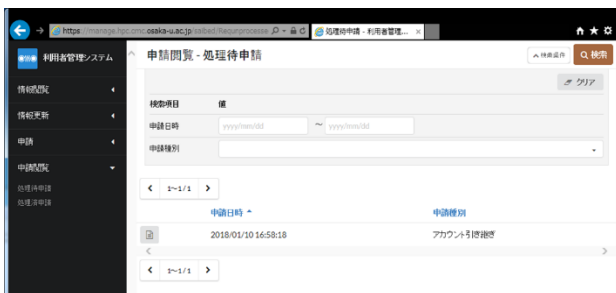 https://manage.hpc.cmc.osaka-u.ac.jp/saibed/Requnprocesse
処理待申請 - 利用者管理...
利用者管理システム
申請閲覧 - 処理待申請
検索条件
検索
情報閲覧
クリア
検索項目 値
情報更新
申請日時 yyyy/mm/dd ～ yyyy/mm/dd
申請
申請種別
申請閲覧
処理待申請
処理済申請
1～1/1
申請日時 申請種別
2018/01/10 16:58:18 アカウント引き継ぎ
1～1/1